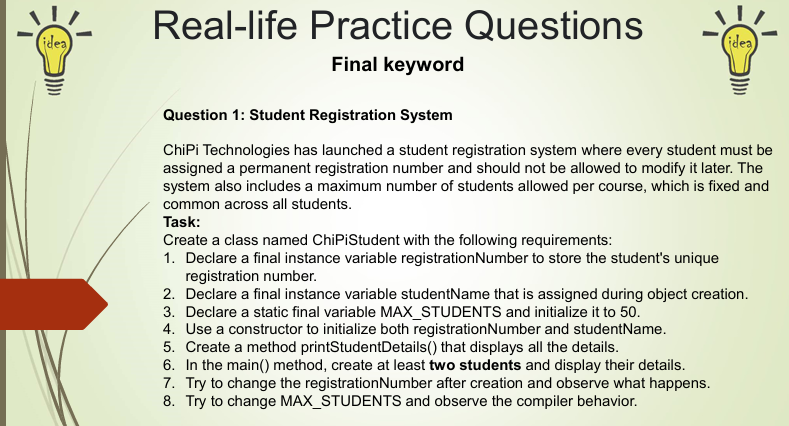 Real-life Practice Questions
idea
idea
Final keyword
Question 1: Student Registration System
ChiPi Technologies has launched a student registration system where every student must be
assigned a permanent registration number and should not be allowed to modify it later. The
system also includes a maximum number of students allowed per course, which is fixed and
common across all students.
Task:
Create a class named ChiPiStudent with the following requirements:
1. Declare a final instance variable registrationNumber to store the student's unique
registration number.
2. Declare a final instance variable studentName that is assigned during object creation.
3. Declare a static final variable MAX_STUDENTS and initialize it to 50.
4. Use a constructor to initialize both registrationNumber and studentName.
5. Create a method printStudentDetails() that displays all the details.
6. In the main() method, create at least two students and display their details.
7. Try to change the registrationNumber after creation and observe what happens.
8. Try to change MAX_STUDENTS and observe the compiler behavior.